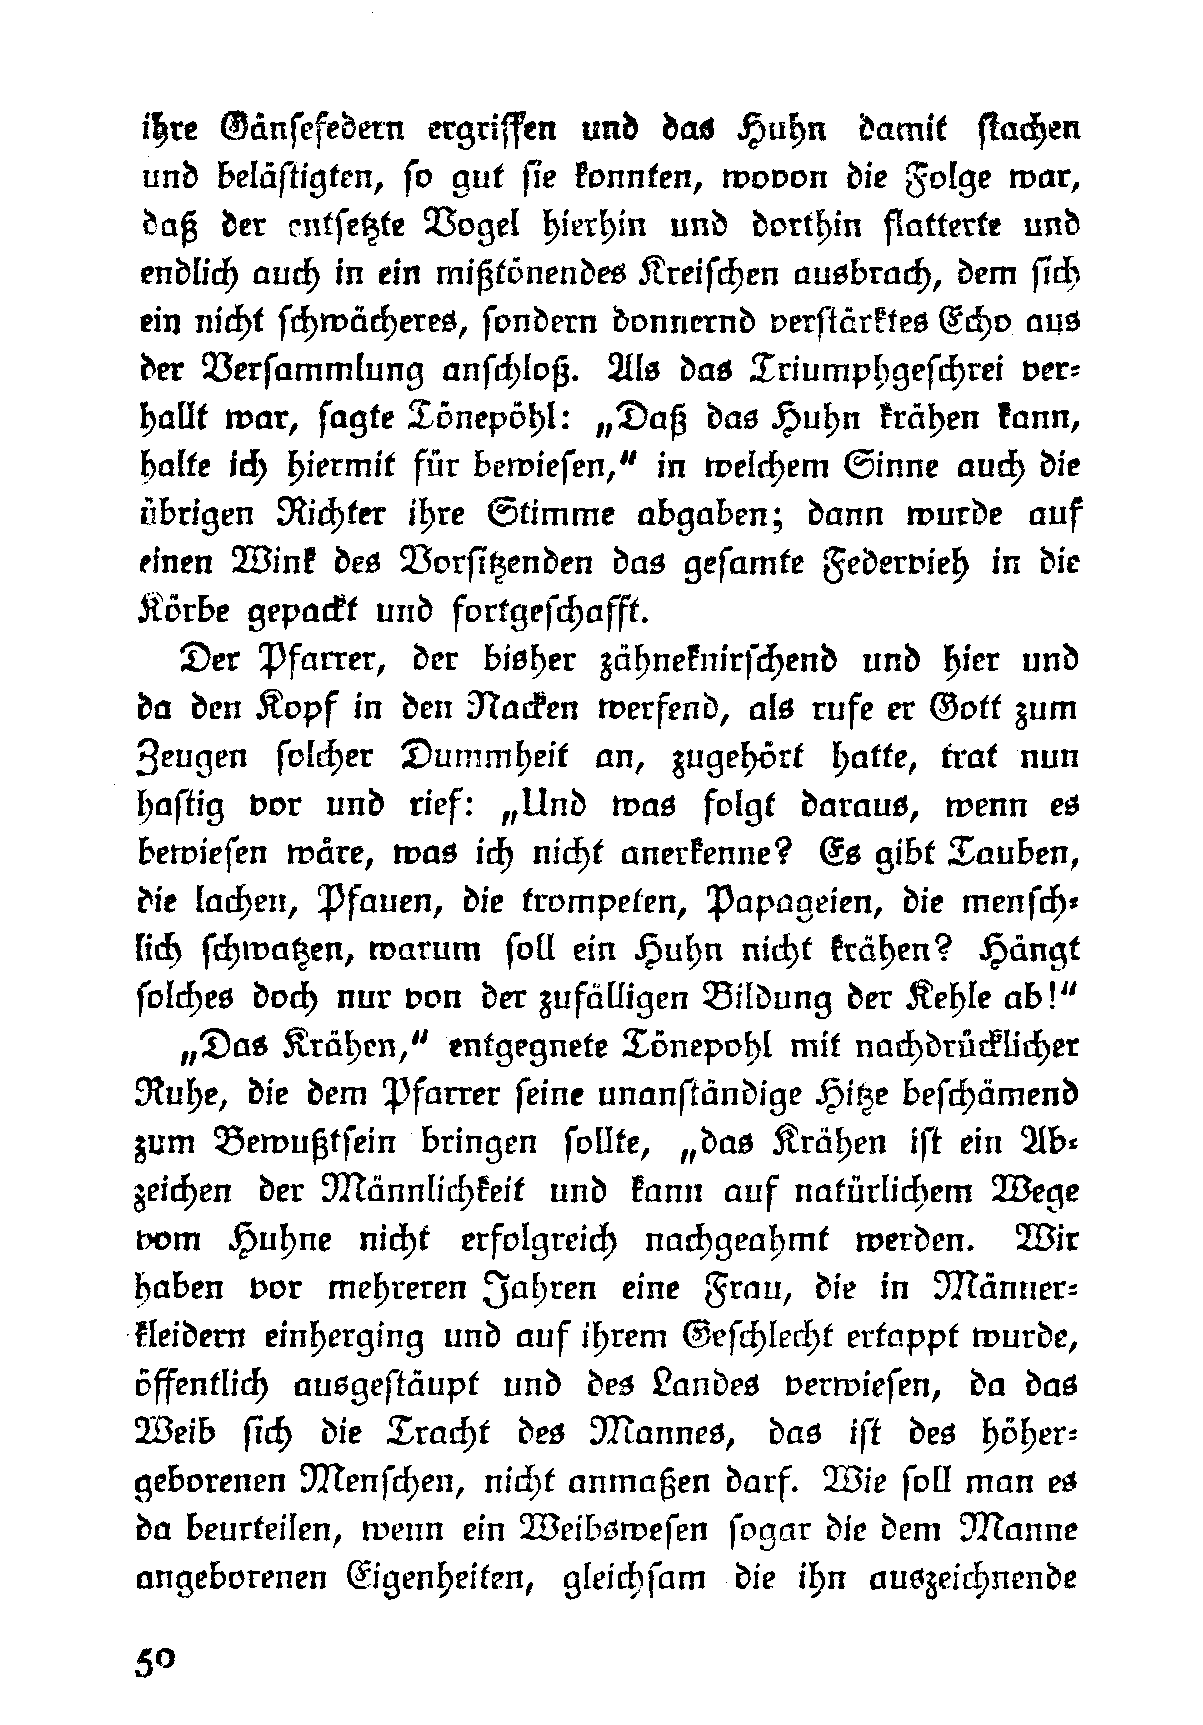 ihre Gänſefedern ergriffen und das Huhn damit ſtachen
und beläſtigten, ſo gut ſie konnten, wovon die Folge war,
daß der entſetzte Vogel hierhin und dorthin flatterte und
endlich auch in ein mißtönendes Kreiſchen ausbrach, dem ſich
ein nicht ſchwächeres, ſondern donnernd verſtärktes Echo aus
der Verſammlung anſchloß. Als das Triumphgeſchrei ver⸗
hallt war, ſagte Tönepöhl: „Daß das Huhn krähen kann,
halte ich hiermit für bewieſen,“ in welchem Sinne auch die
übrigen Richter ihre Stimme abgaben; dann wurde auf
einen Wink des Vorſitzenden das geſamte Federvieh in die
Körbe gepackt und fortgeſchafft.
Der Pfarrer, der bisher zähneknirſchend und hier und
da den Kopf in den Nacken werfend, als rufe er Gott zum
Zeugen ſolcher Dummheit an, zugehört hatte, trat nun
haſtig vor und rief: „Und was folgt daraus, wenn es
bewieſen wäre, was ich nicht anerkenne? Es gibt Tauben,
die lachen, Pfauen, die trompeten, Papageien, die menſch⸗
lich ſchwatzen, warum ſoll ein Huhn nicht krähen? Hängt
ſolches doch nur von der zufälligen Bildung der Kehle ab!“
„Das Krähen,“ entgegnete Tönepohl mit nachdrücklicher
Ruhe, die dem Pfarrer ſeine unanſtändige Hitze beſchämend
zum Bewußtſein bringen ſollte, „das Krähen iſt ein Ab⸗
zeichen der Männlichkeit und kann auf natürlichem Wege
vom Huhne nicht erfolgreich nachgeahmt werden. Wir
haben vor mehreren Jahren eine Frau, die in Männer⸗
kleidern einherging und auf ihrem Geſchlecht ertappt wurde,
öffentlich ausgeſtäupt und des Landes verwieſen, da das
Weib ſich die Tracht des Mannes, das iſt des höher⸗
geborenen Menſchen, nicht anmaßen darf. Wie ſoll man es
da beurteilen, wenn ein Weibsweſen ſogar die dem Manne
angeborenen Eigenheiten, gleichſam die ihn auszeichnende
50